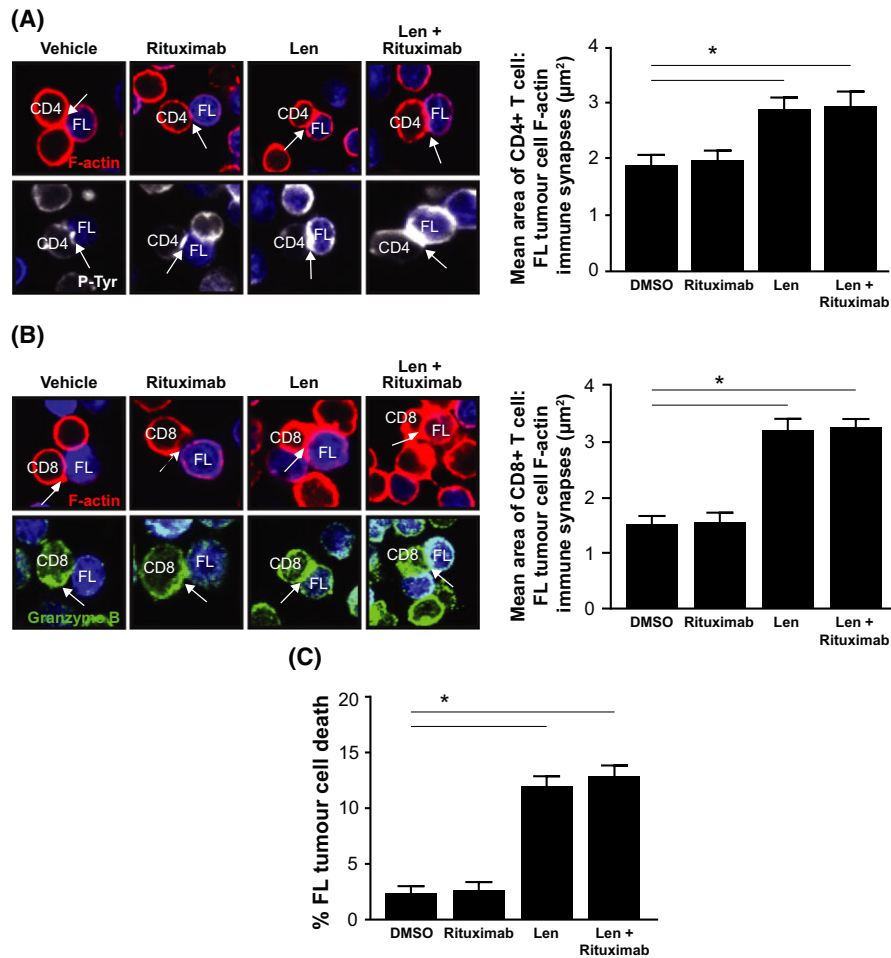 (A)
Vehicle Rituximab Len Len +
Rituximab
CD4 FL F-actin
CD4 FL
CD4 FL
CD4 FL
CD4 FL P-Tyr
CD4 FL
CD4 FL
CD4 FL
Mean area of CD4+ T cell:
FL tumour cell F-actin
immune synapses (µm²)
4
3
2
1
0
*
DMSO Rituximab Len Len +
Rituximab
(B)
Vehicle Rituximab Len Len +
Rituximab
CD8 FL F-actin
CD8 FL
CD8 FL
CD8 FL
CD8 FL Granzyme B
CD8 FL
CD8 FL
CD8 FL
Mean area of CD8+ T cell:
FL tumour cell F-actin
immune synapses (µm²)
4
3
2
1
0
*
DMSO Rituximab Len Len +
Rituximab
(C)
% FL tumour cell death
20
15
10
5
0
*
DMSO Rituximab Len Len +
Rituximab